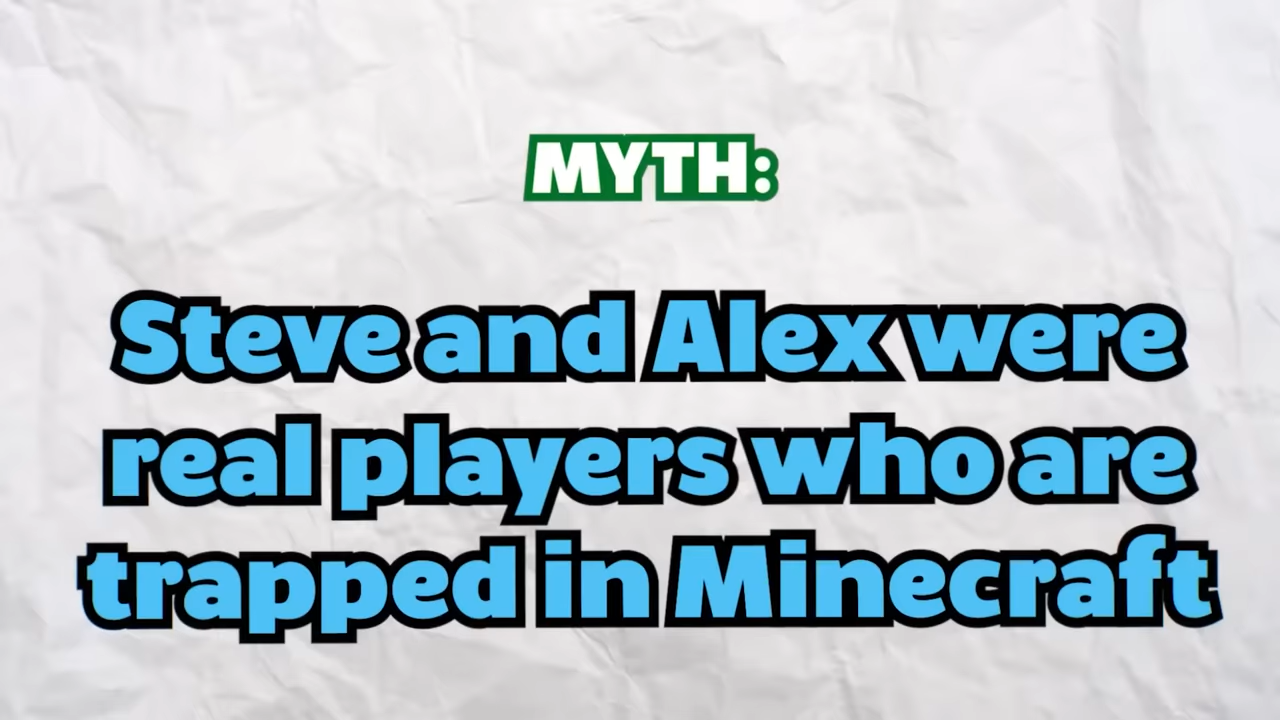 MYTH:
Steve and Alex were
real players who are
trapped in Minecraft